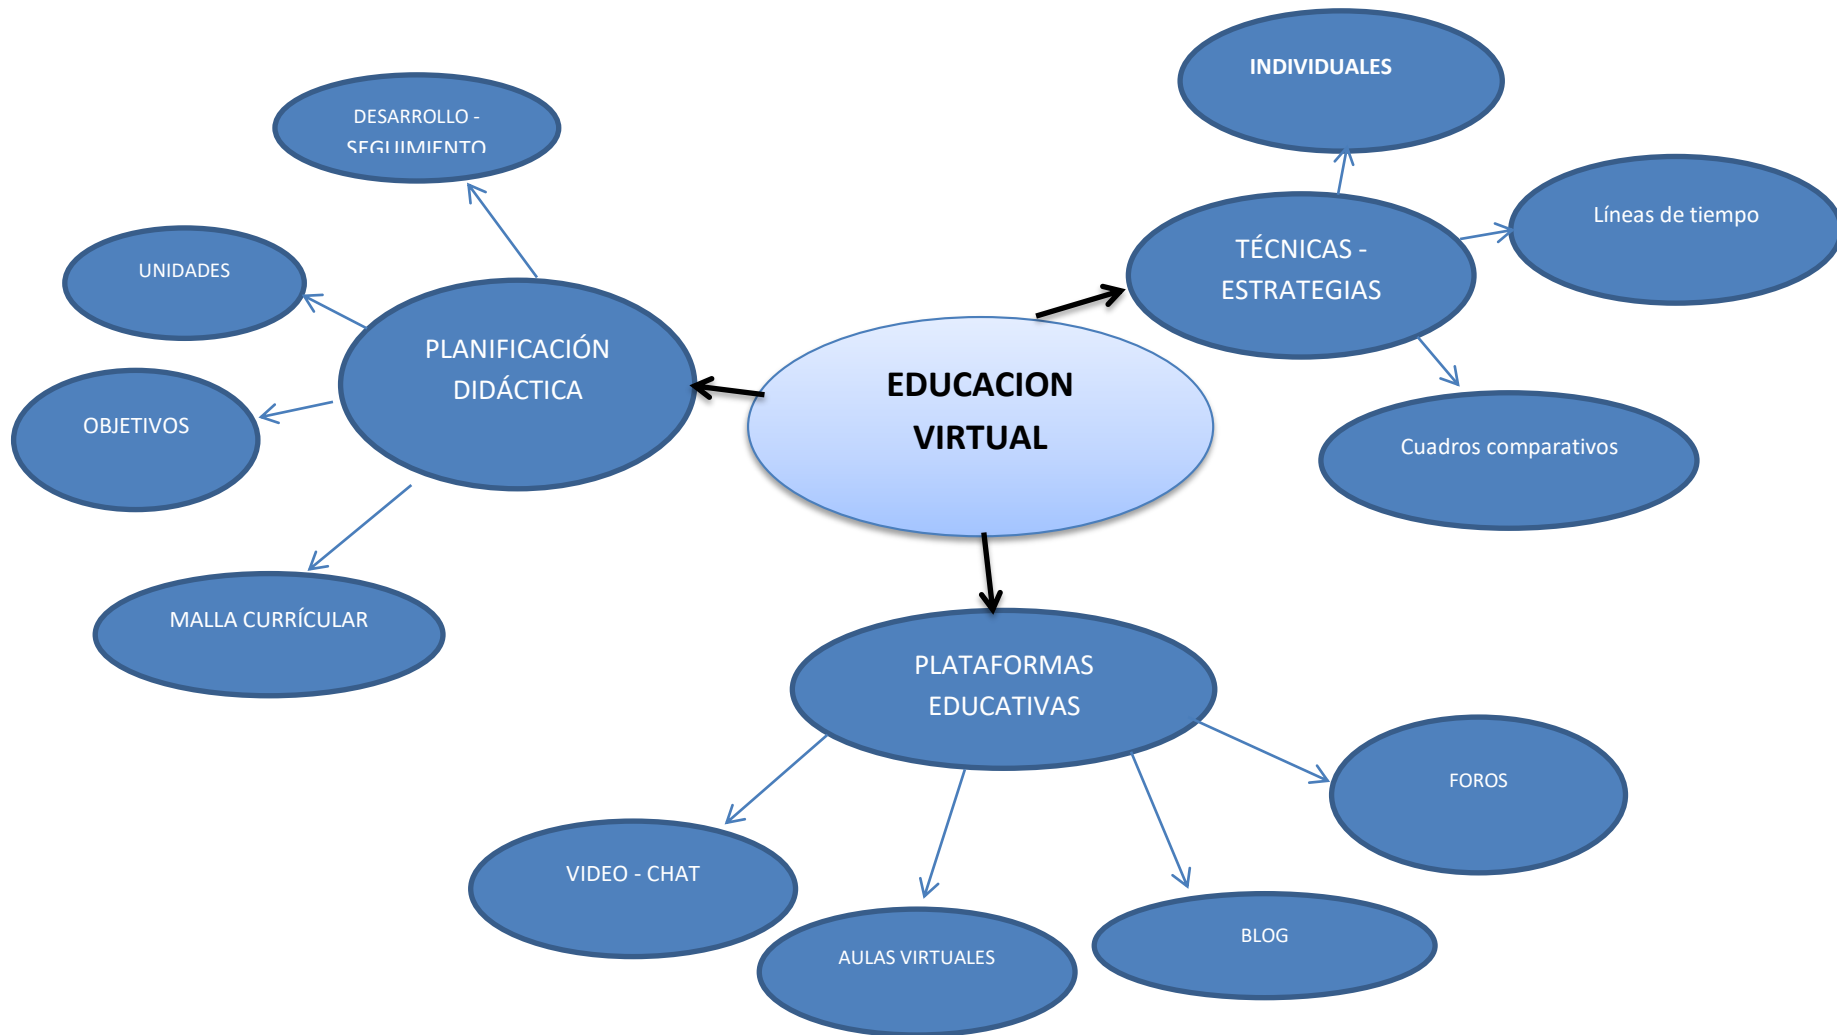 INDIVIDUALES
DESARROLLO -
SEGUIMIENTO
Líneas de tiempo
TÉCNICAS -
ESTRATEGIAS
UNIDADES
PLANIFICACIÓN
DIDÁCTICA
EDUCACION
VIRTUAL
OBJETIVOS
Cuadros comparativos
MALLA CURRÍCULAR
PLATAFORMAS
EDUCATIVAS
FOROS
VIDEO - CHAT
BLOG
AULAS VIRTUALES